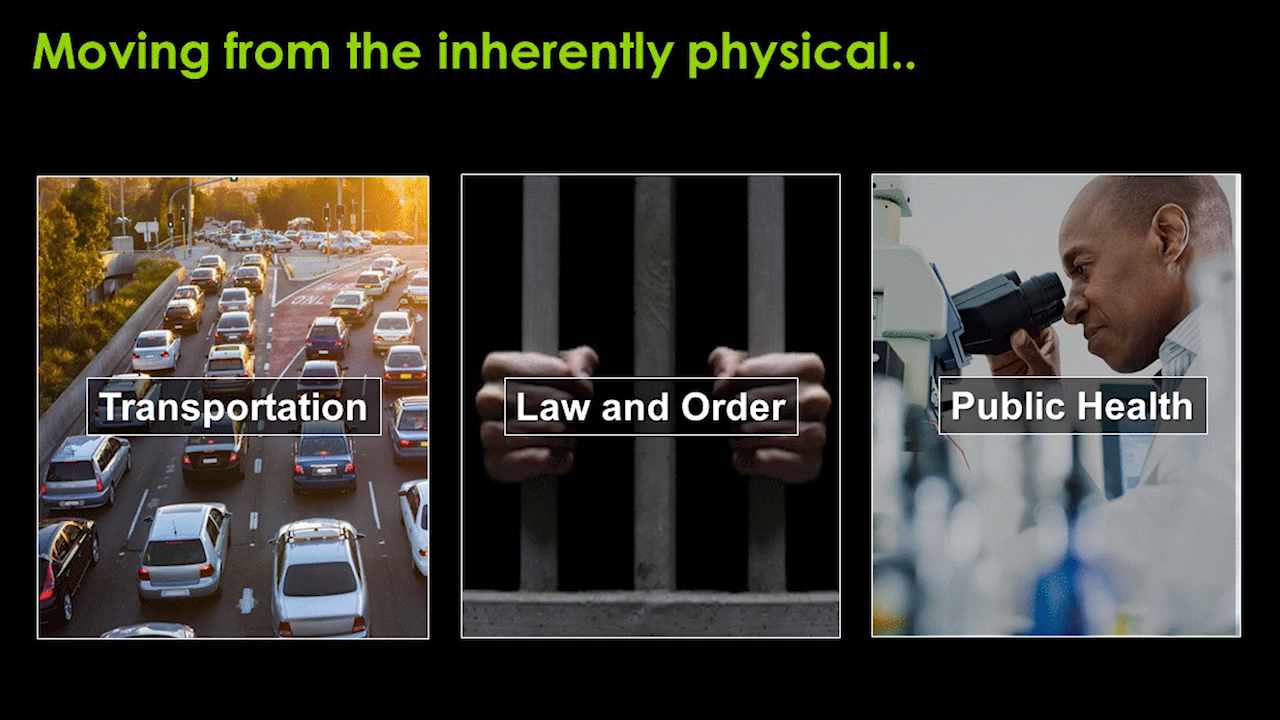 Moving from the inherently physical..
Transportation
Law and Order
Public Health